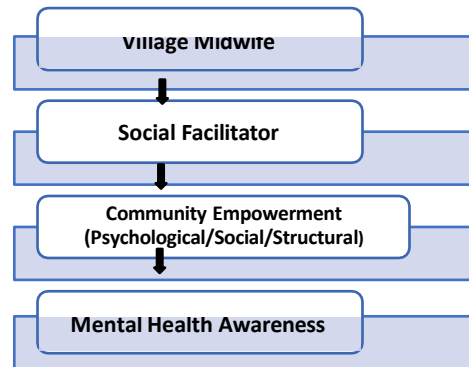 Village Midwife
Social Facilitator
Community Empowerment
(Psychological/Social/Structural)
Mental Health Awareness